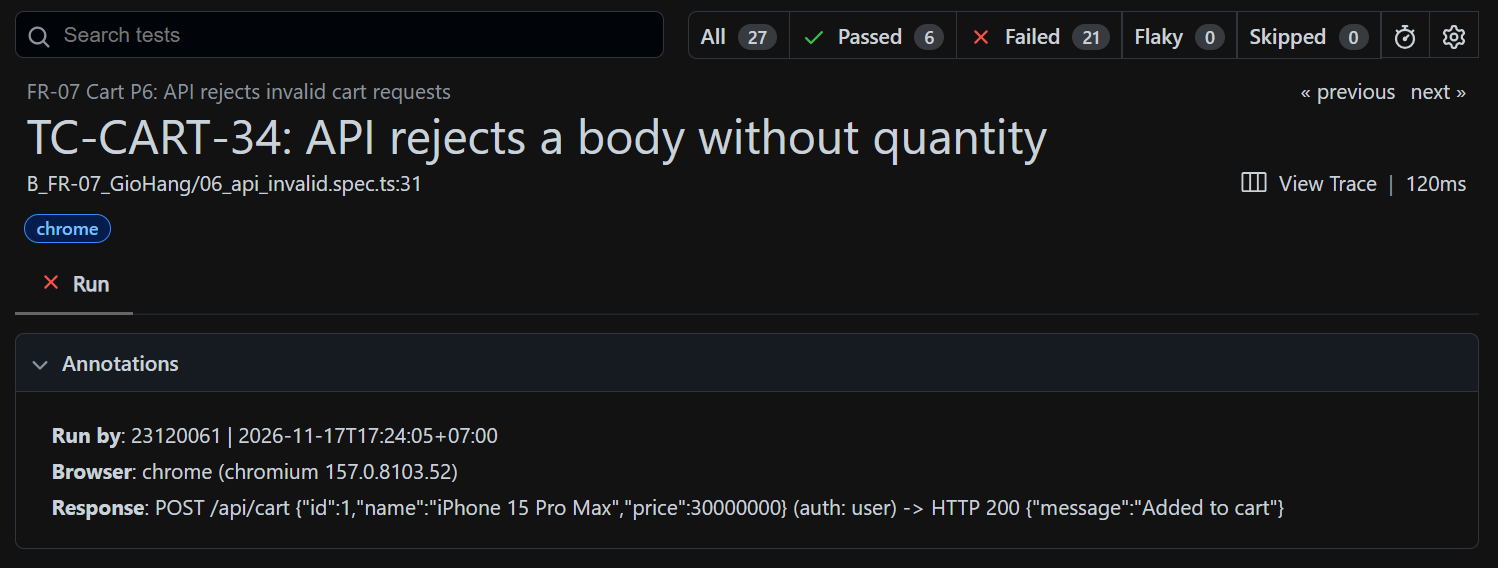 Search tests
All 27 Passed 6 Failed 21 Flaky 0 Skipped 0
FR-07 Cart P6: API rejects invalid cart requests
« previous next »
TC-CART-34: API rejects a body without quantity
B_FR-07_GioHang/06_api_invalid.spec.ts:31
View Trace | 120ms
chrome
Run
Annotations
Run by: 23120061 | 2026-11-17T17:24:05+07:00
Browser: chrome (chromium 157.0.8103.52)
Response: POST /api/cart {"id":1,"name":"iPhone 15 Pro Max","price":30000000} (auth: user) -> HTTP 200 {"message":"Added to cart"}